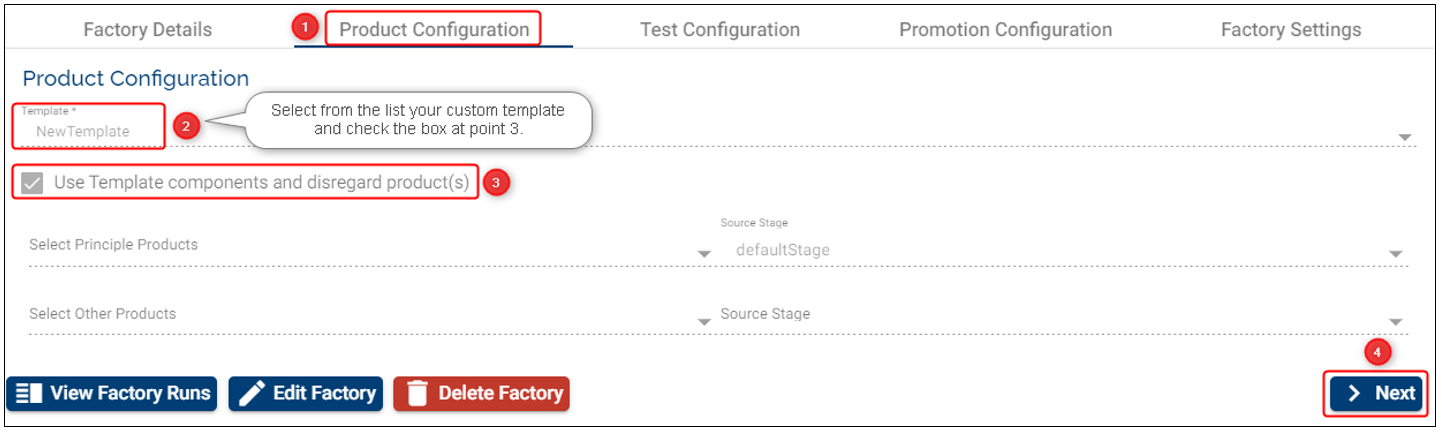 Factory Details
1
Product Configuration
Test Configuration
Promotion Configuration
Factory Settings
Product Configuration
Template *
NewTemplate
2
Select from the list your custom template
and check the box at point 3.
Use Template components and disregard product(s)
3
Select Principle Products
Source Stage
defaultStage
Select Other Products
Source Stage
4
View Factory Runs
Edit Factory
Delete Factory
Next